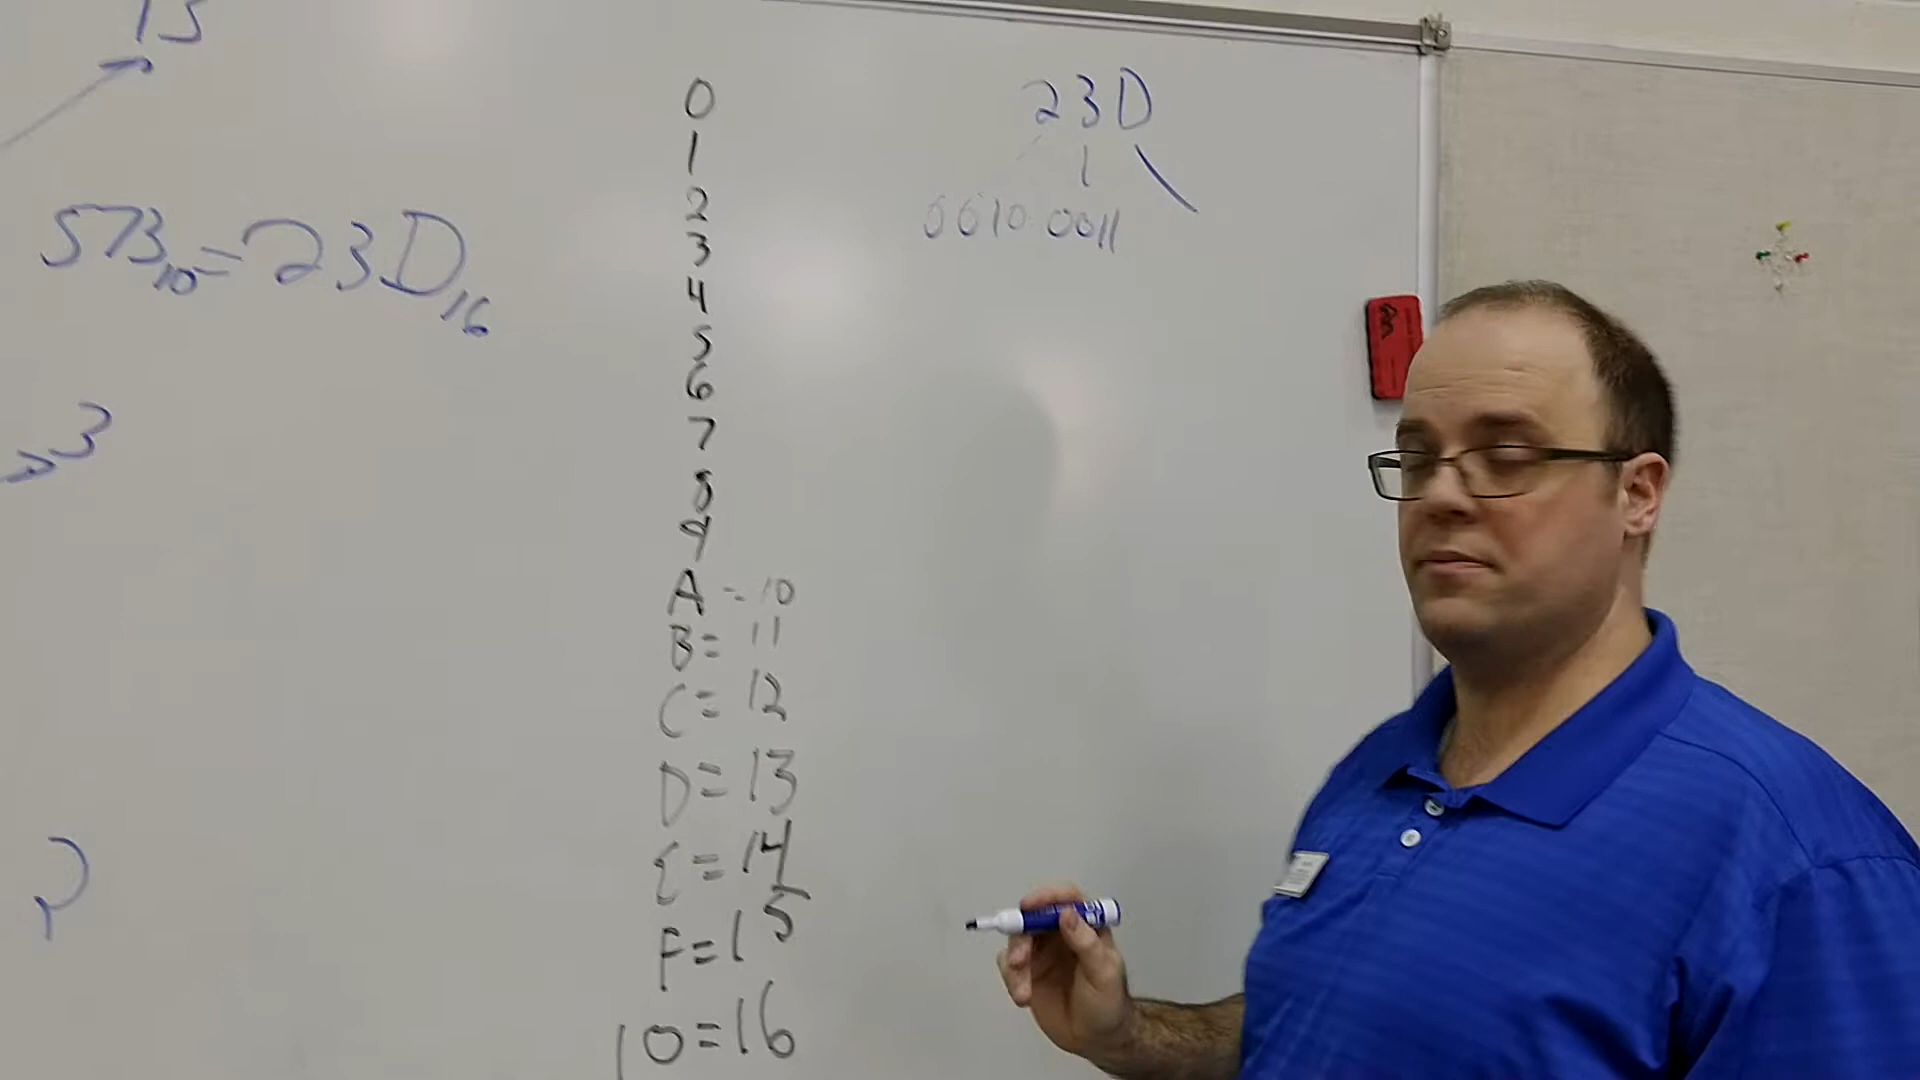 13
573₁₀ = 23D₁₆
3
0
1
2
3
4
5
6
7
8
9
A = 10
B = 11
C = 12
D = 13
E = 14
F = 15
10 = 16
23D
0010 0011